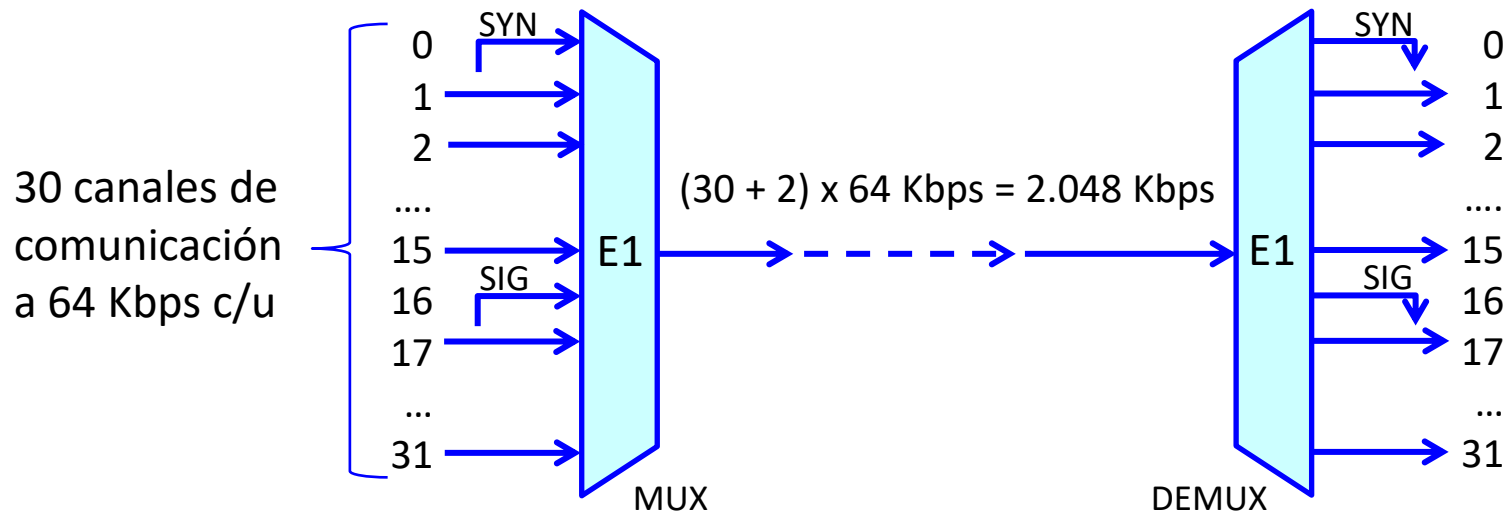 30 canales de
comunicación
a 64 Kbps c/u
0
1
2
....
15
16
17
...
31
SYN
SIG
E1
MUX
(30 + 2) x 64 Kbps = 2.048 Kbps
E1
DEMUX
SYN
SIG
0
1
2
....
15
16
17
...
31